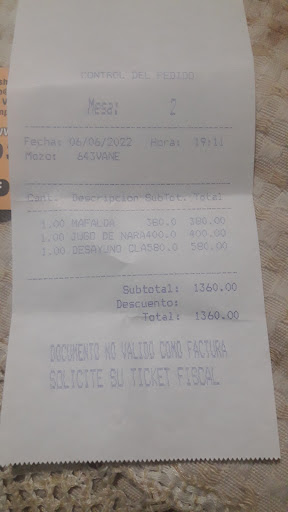 CONTROL DEL PEDIDO
Mesa: 2
Fecha: 06/06/2022 Hora: 19:11
Mozo: 643VANE
Cant. Descripcion SubTot. Total
1.00 MAFALDA 380.0 380.00
1.00 JUGO DE NARA400.0 400.00
1.00 DESAYUNO CLA580.0 580.00
Subtotal: 1360.00
Descuento:
Total: 1360.00
DOCUMENTO NO VALIDO COMO FACTURA
SOLICITE SU TICKET FISCAL